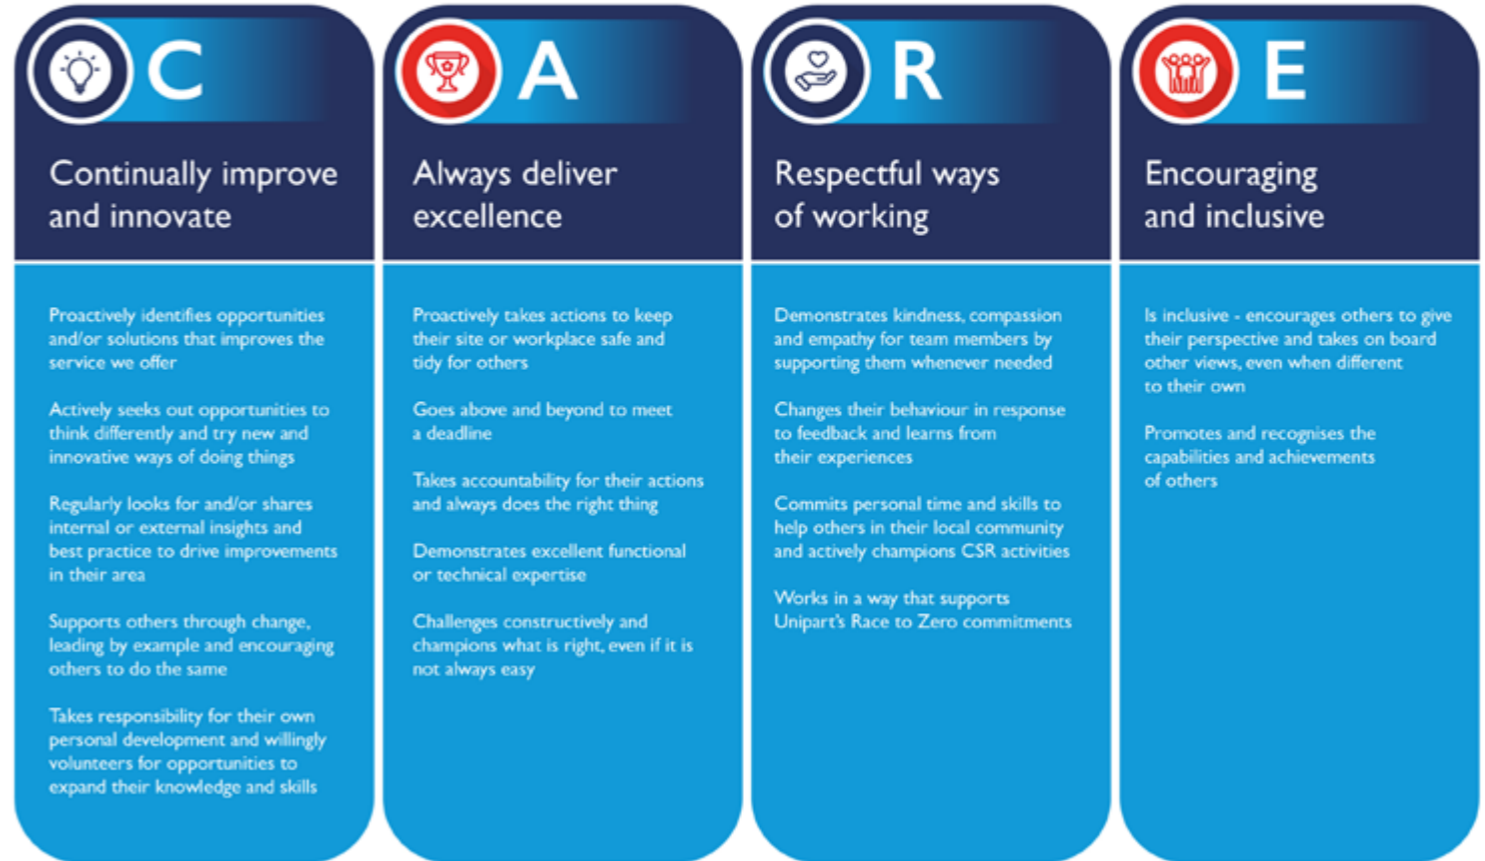 C
Continually improve
and innovate
Proactively identifies opportunities
and/or solutions that improves the
service we offer
Actively seeks out opportunities to
think differently and try new and
innovative ways of doing things
Regularly looks for and/or shares
internal or external insights and
best practice to drive improvements
in their area
Supports others through change,
leading by example and encouraging
others to do the same
Takes responsibility for their own
personal development and willingly
volunteers for opportunities to
expand their knowledge and skills
A
Always deliver
excellence
Proactively takes actions to keep
their site or workplace safe and
tidy for others
Goes above and beyond to meet
a deadline
Takes accountability for their actions
and always does the right thing
Demonstrates excellent functional
or technical expertise
Challenges constructively and
champions what is right, even if it is
not always easy
R
Respectful ways
of working
Demonstrates kindness, compassion
and empathy for team members by
supporting them whenever needed
Changes their behaviour in response
to feedback and learns from
their experiences
Commits personal time and skills to
help others in their local community
and actively champions CSR activities
Works in a way that supports
Unipart's Race to Zero commitments
E
Encouraging
and inclusive
Is inclusive - encourages others to give
their perspective and takes on board
other views, even when different
to their own
Promotes and recognises the
capabilities and achievements
of others